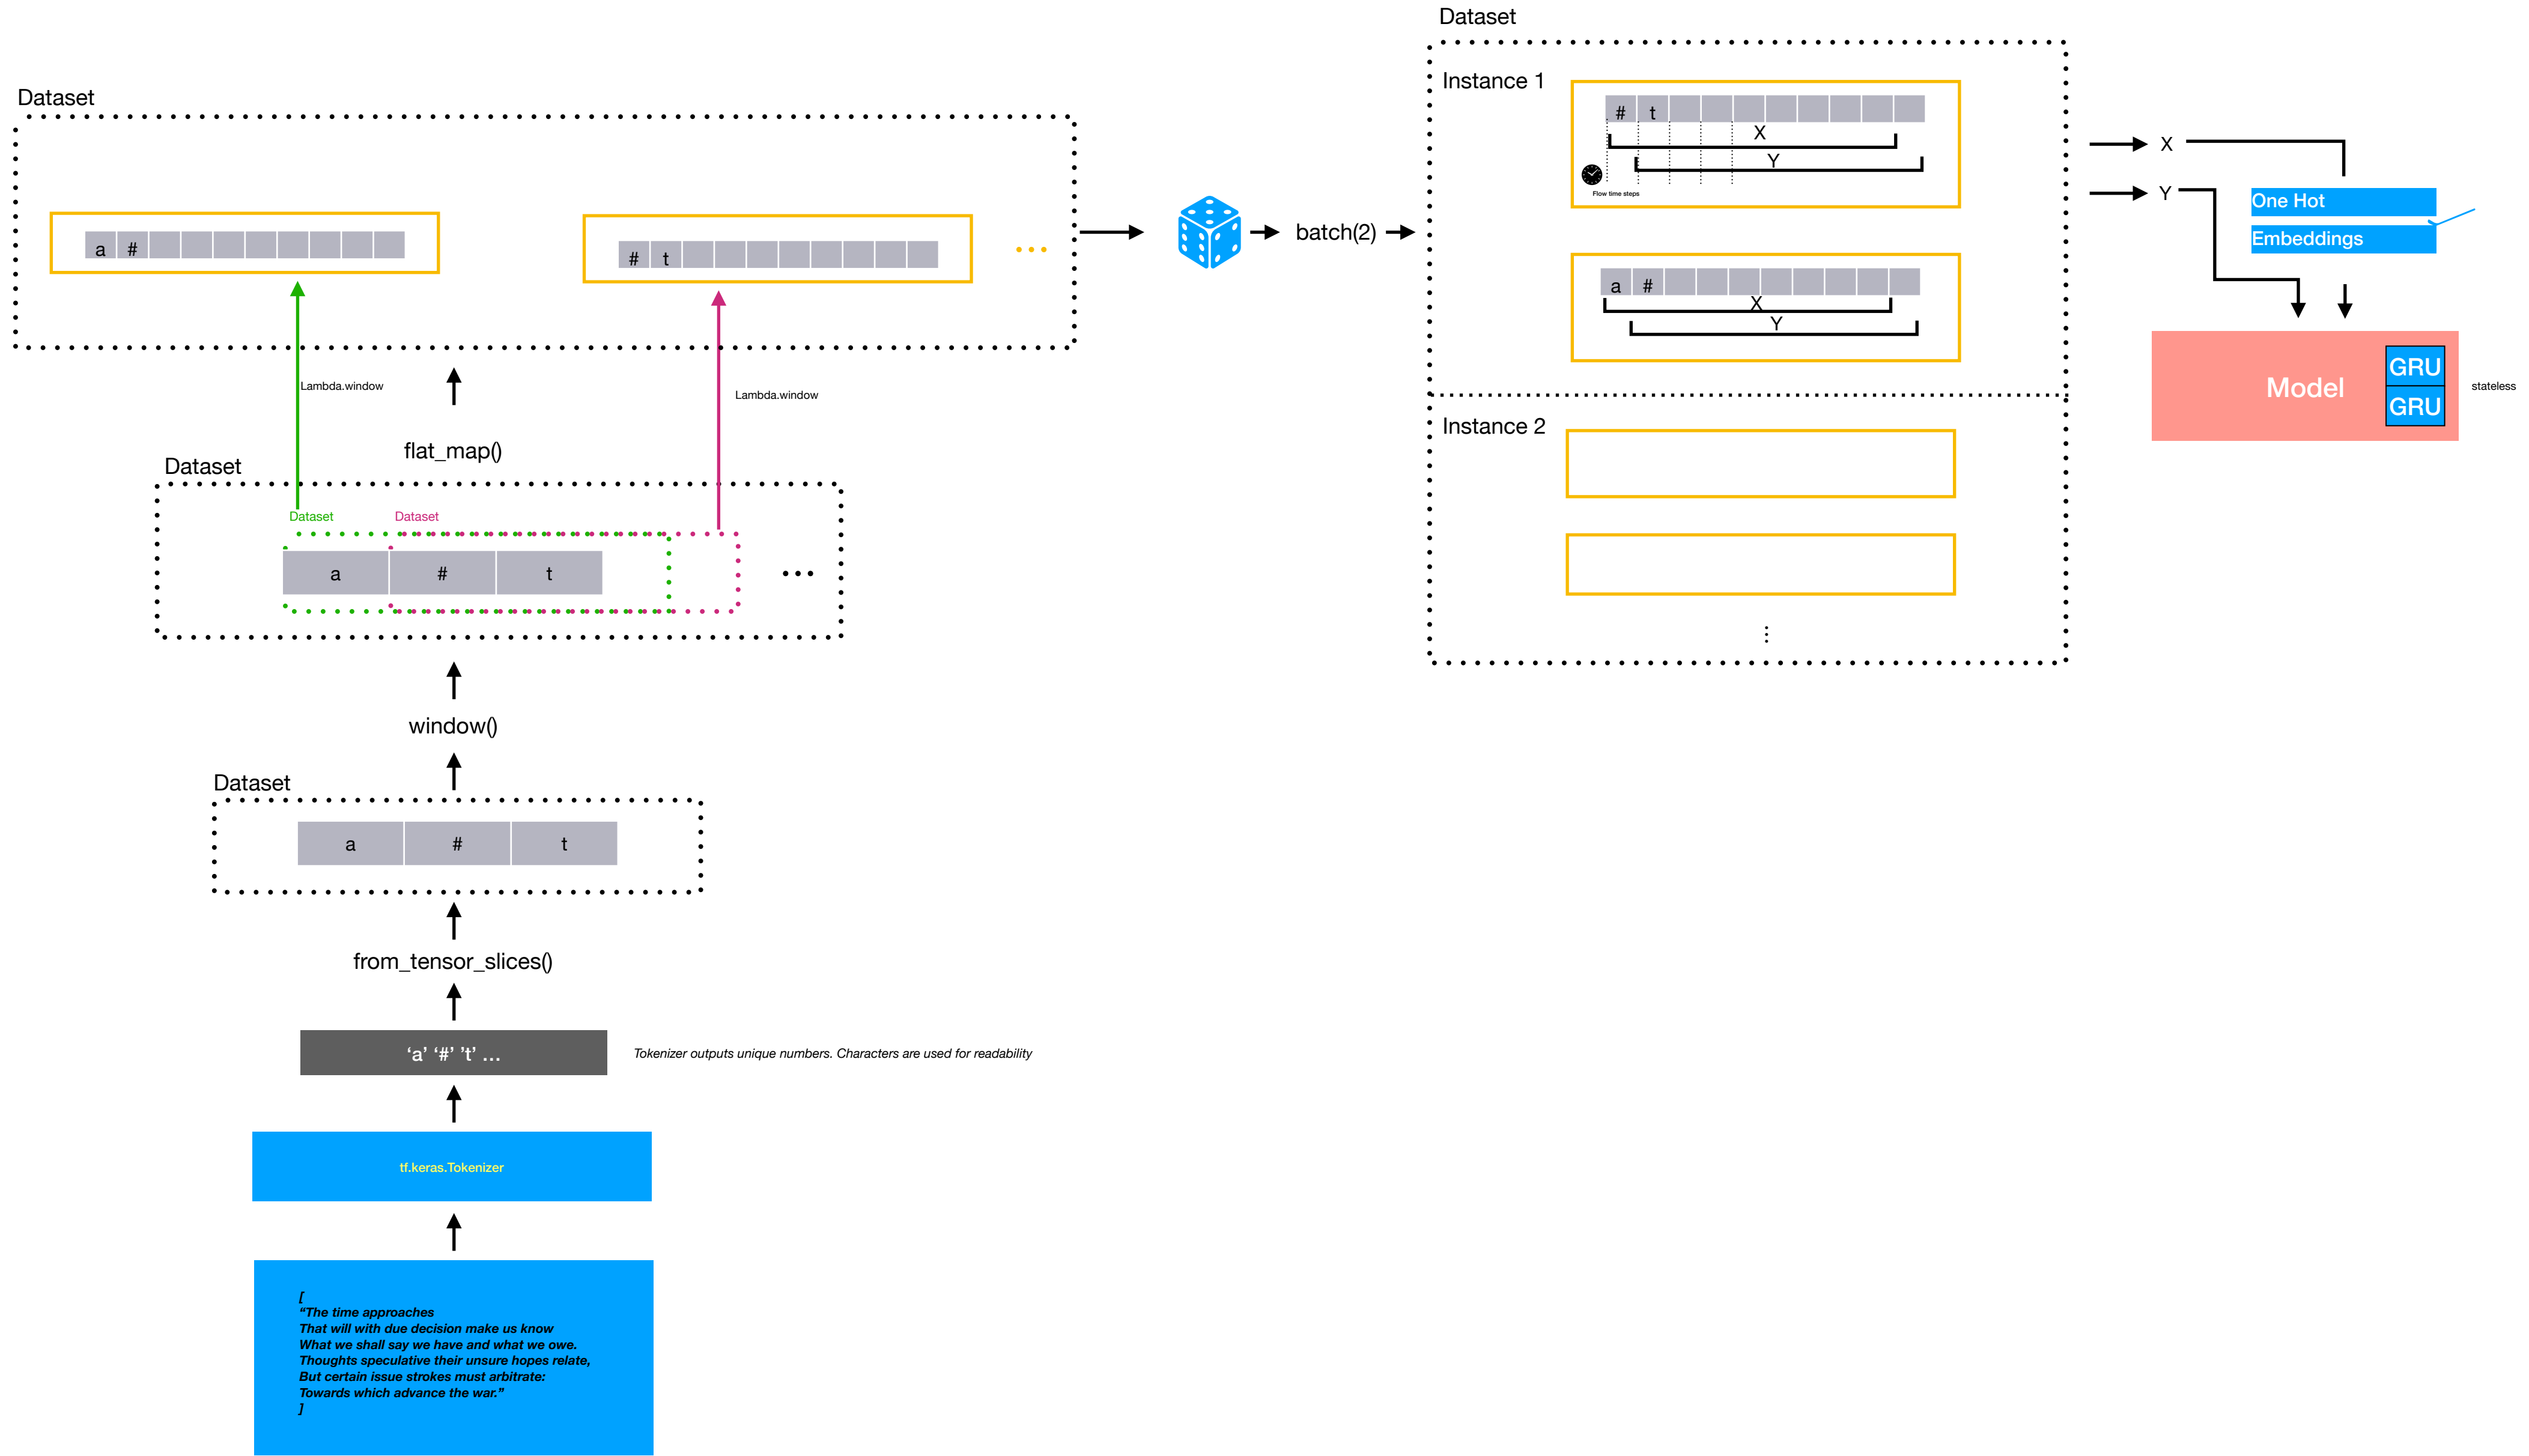 Dataset
a #
# t
...
Lambda.window
Lambda.window
flat_map()
Dataset
Dataset
Dataset
a # t
...
window()
Dataset
a # t
from_tensor_slices()
‘a’ ‘#’ ’t’ …
Tokenizer outputs unique numbers. Characters are used for readability
tf.keras.Tokenizer
[
“The time approaches
That will with due decision make us know
What we shall say we have and what we owe.
Thoughts speculative their unsure hopes relate,
But certain issue strokes must arbitrate:
Towards which advance the war.”
]
batch(2)
Dataset
Instance 1
# t
X
Y
Flow time steps
a #
X
Y
Instance 2
...
X
Y
One Hot
Embeddings
Model
GRU
GRU
stateless